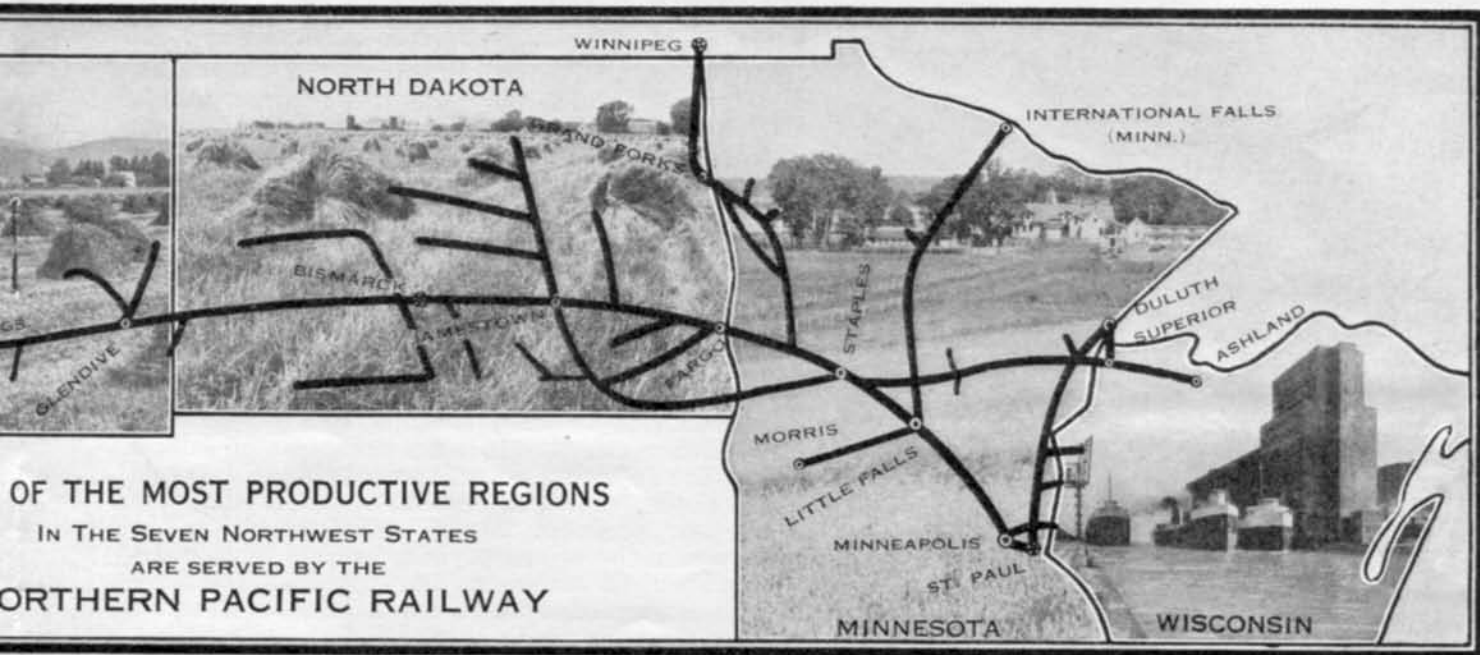 WINNIPEG
NORTH DAKOTA
INTERNATIONAL FALLS
(MINN.)
GRAND FORKS
BISMARCK
JAMESTOWN
GS
GLENDIVE
FARGO
STAPLES
DULUTH
SUPERIOR
ASHLAND
MORRIS
LITTLE FALLS
MINNEAPOLIS
ST. PAUL
MINNESOTA
WISCONSIN
OF THE MOST PRODUCTIVE REGIONS
IN THE SEVEN NORTHWEST STATES
ARE SERVED BY THE
ORTHERN PACIFIC RAILWAY